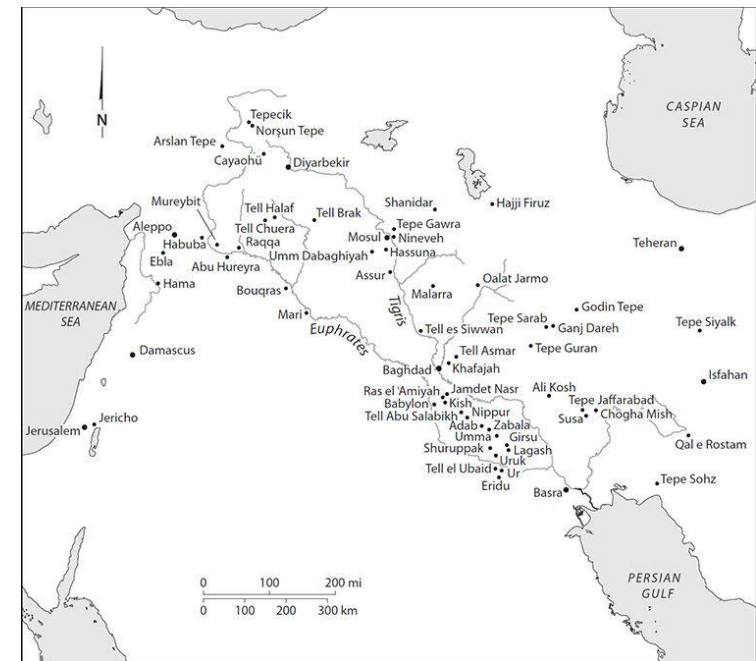 CASPIAN
SEA
N
Tepecik
Norşun Tepe
Arslan Tepe
Cayaohü
Diyarbekir
Mureybit
Tell Halaf
Tell Brak
Shanidar
Hajji Firuz
Aleppo
Tell Chuera
Tepe Gawra
Habuba
Raqqa
Mosul
Nineveh
Teheran
Ebla
Umm Dabaghiyah
Hassuna
Abu Hureyra
Assur
Hama
Bouqras
Malarra
Oalat Jarmo
MEDITERRANEAN
SEA
Mari
Tigris
Godin Tepe
Euphrates
Tepe Sarab
Ganj Dareh
Tepe Siyalk
Tell es Siwwan
Damascus
Tell Asmar
Tepe Guran
Khafajah
Baghdad
Isfahan
Ras el ‘Amiyah
Jamdet Nasr
Ali Kosh
Babylon
Kish
Tepe Jaffarabad
Tell Abu Salabikh
Nippur
Susa
Chogha Mish
Jericho
Adab
Zabala
Jerusalem
Umma
Girsu
Shuruppak
Lagash
Qal e Rostam
Uruk
Tell el Ubaid
Ur
Eridu
Basra
Tepe Sohz
0 100 200 mi
0 100 200 300 km
PERSIAN
GULF